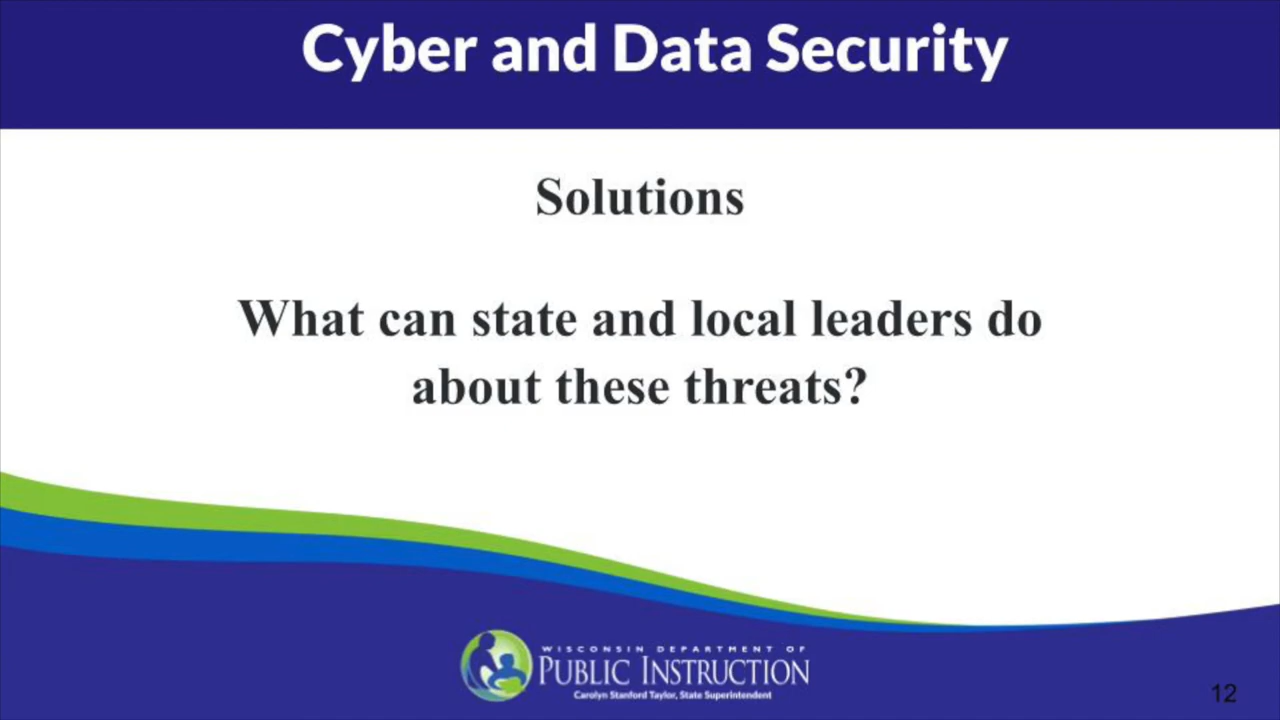 Cyber and Data Security
Solutions
What can state and local leaders do
about these threats?
WISCONSIN DEPARTMENT OF
PUBLIC INSTRUCTION
Carolyn Stanford Taylor, State Superintendent
12